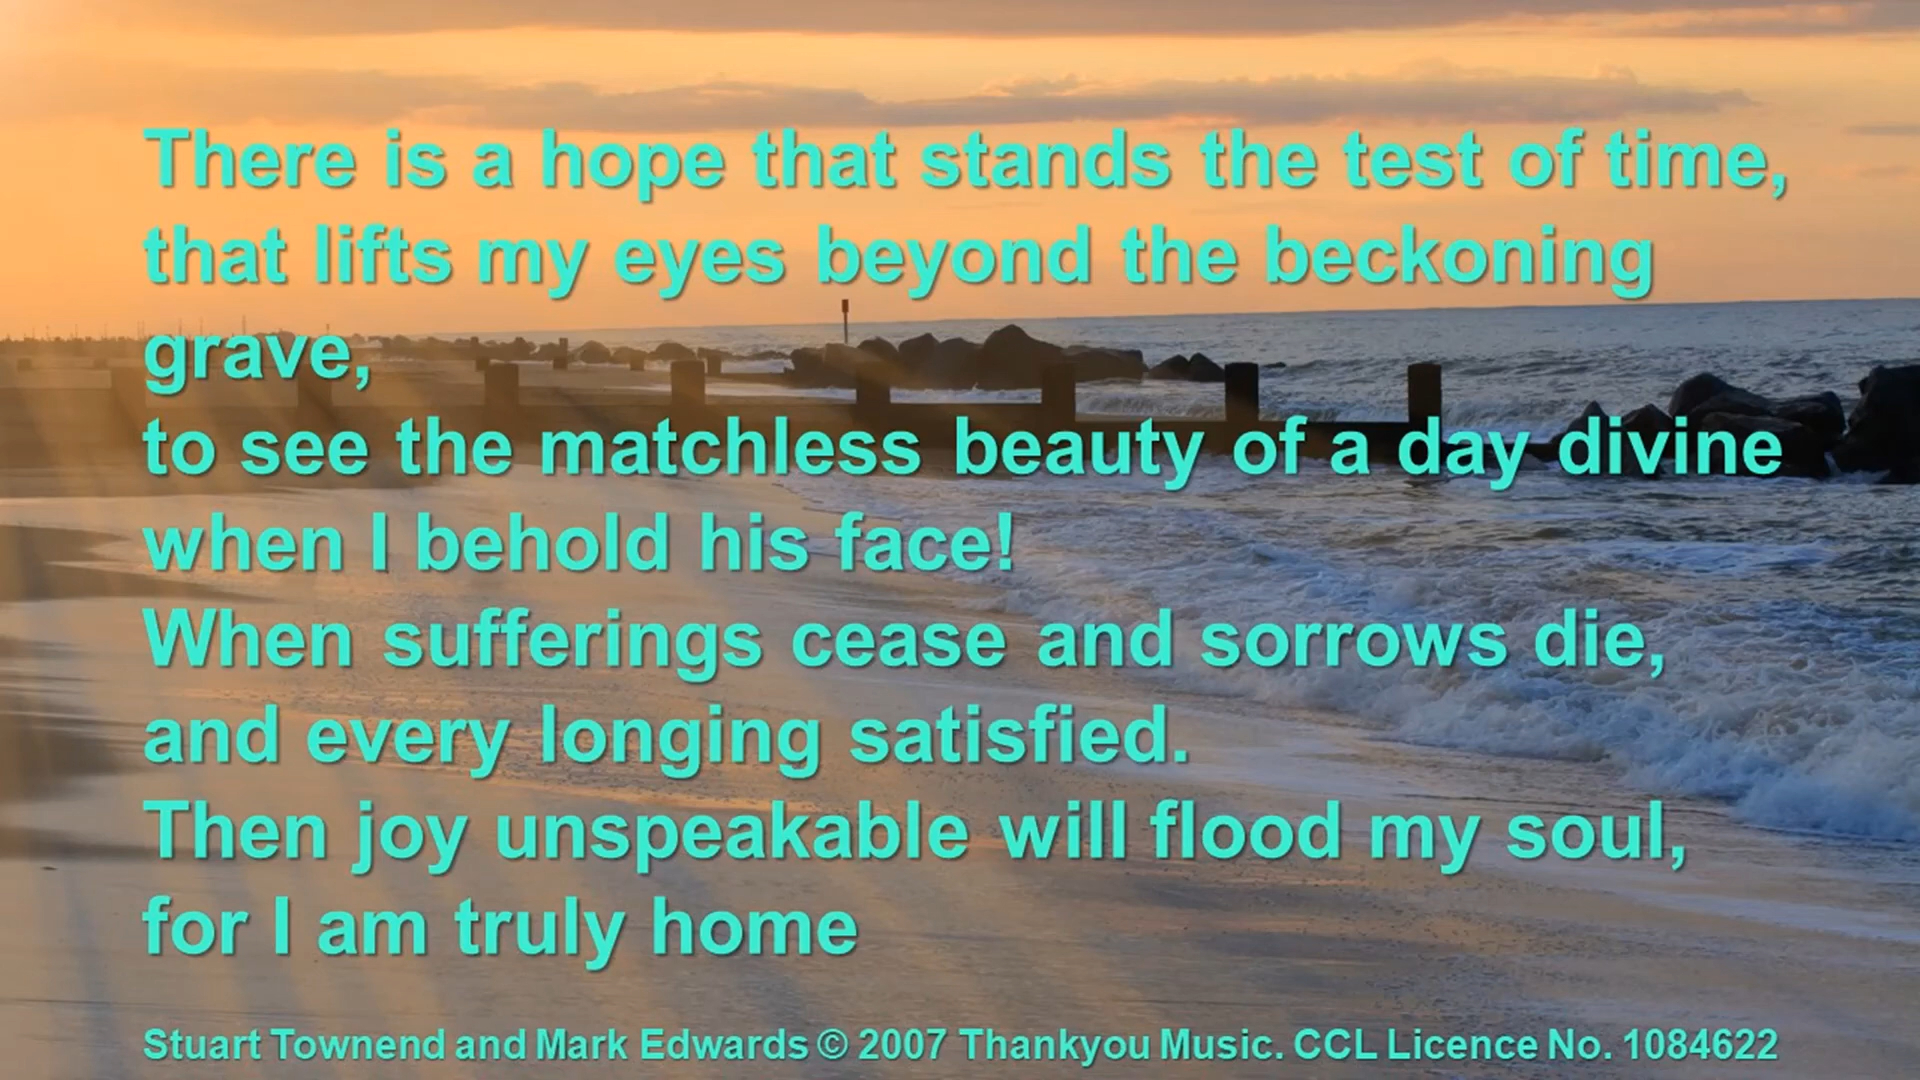 There is a hope that stands the test of time,
that lifts my eyes beyond the beckoning
grave,
to see the matchless beauty of a day divine
when I behold his face!
When sufferings cease and sorrows die,
and every longing satisfied.
Then joy unspeakable will flood my soul,
for I am truly home
Stuart Townend and Mark Edwards © 2007 Thankyou Music. CCL Licence No. 1084622